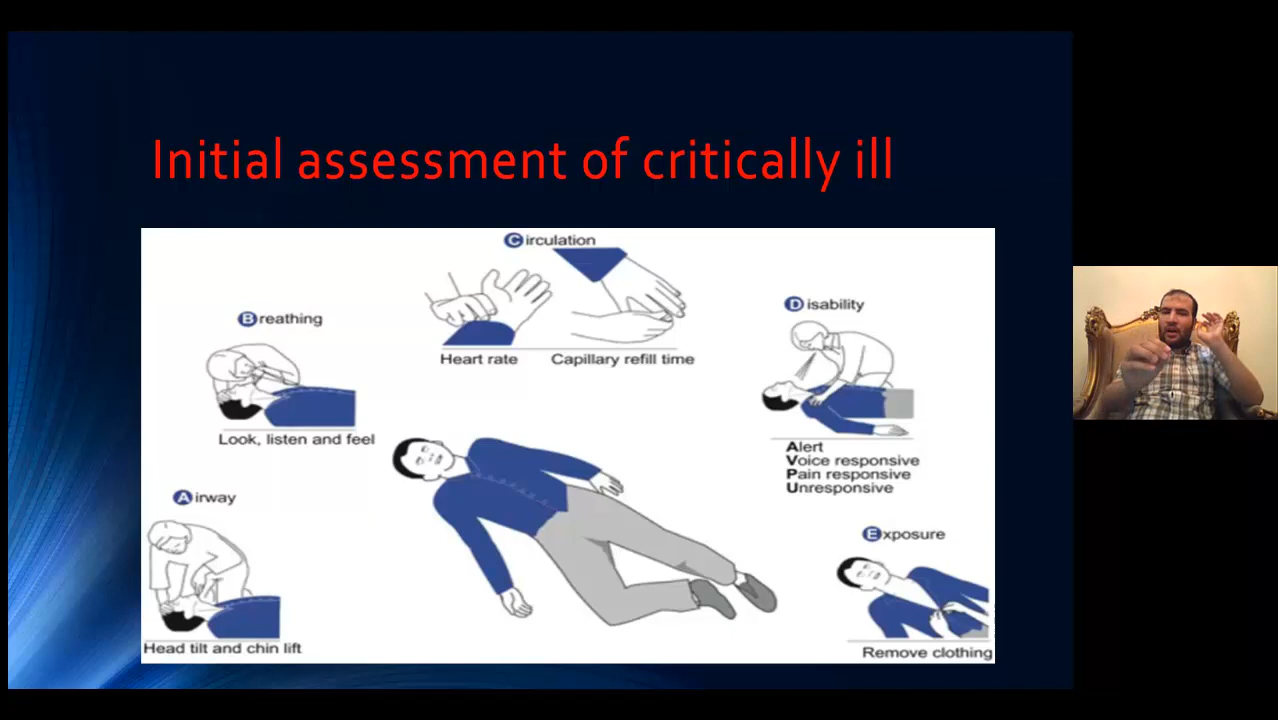 Initial assessment of critically ill
Circulation
Heart rate
Capillary refill time
Breathing
Look, listen and feel
Airway
Head tilt and chin lift
Disability
Alert
Voice responsive
Pain responsive
Unresponsive
Exposure
Remove clothing